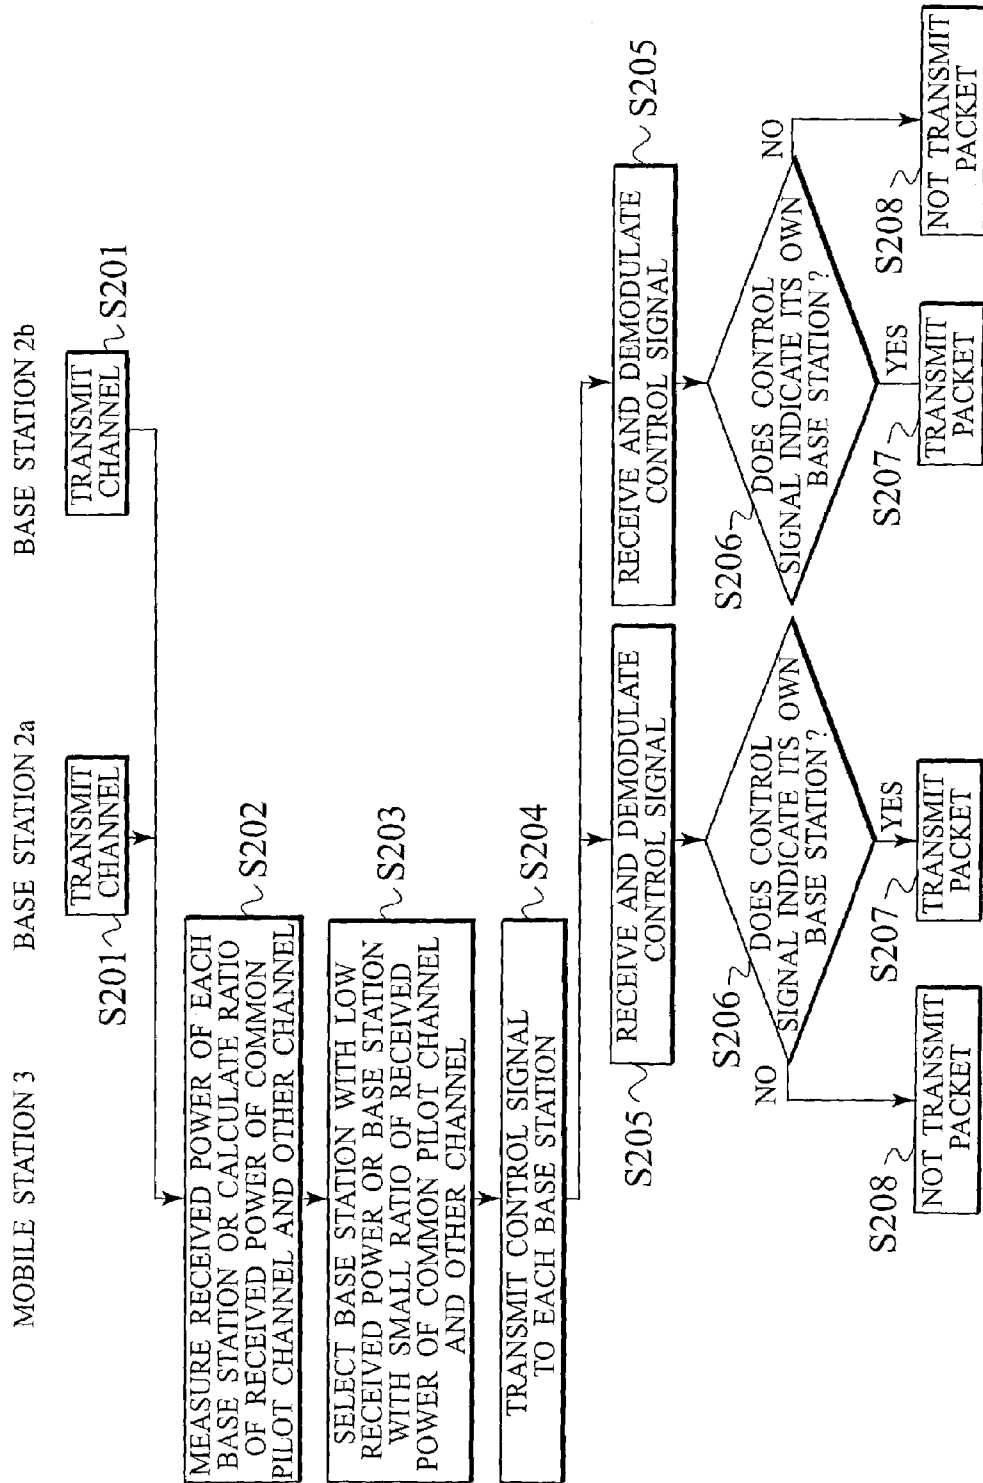 MOBILE STATION 3
BASE STATION 2a
BASE STATION 2b
S201
TRANSMIT
CHANNEL
TRANSMIT
CHANNEL
S201
MEASURE RECEIVED POWER OF EACH
BASE STATION OR CALCULATE RATIO
OF RECEIVED POWER OF COMMON
PILOT CHANNEL AND OTHER CHANNEL
S202
SELECT BASE STATION WITH LOW
RECEIVED POWER OR BASE STATION
WITH SMALL RATIO OF RECEIVED
POWER OF COMMON PILOT CHANNEL
AND OTHER CHANNEL
S203
TRANSMIT CONTROL SIGNAL
TO EACH BASE STATION
S204
S205
RECEIVE AND DEMODULATE
CONTROL SIGNAL
RECEIVE AND DEMODULATE
CONTROL SIGNAL
S205
S206
DOES CONTROL
SIGNAL INDICATE ITS OWN
BASE STATION?
NO
YES
S206
DOES CONTROL
SIGNAL INDICATE ITS OWN
BASE STATION?
NO
YES
S208
NOT TRANSMIT
PACKET
S207
TRANSMIT
PACKET
S207
TRANSMIT
PACKET
S208
NOT TRANSMIT
PACKET